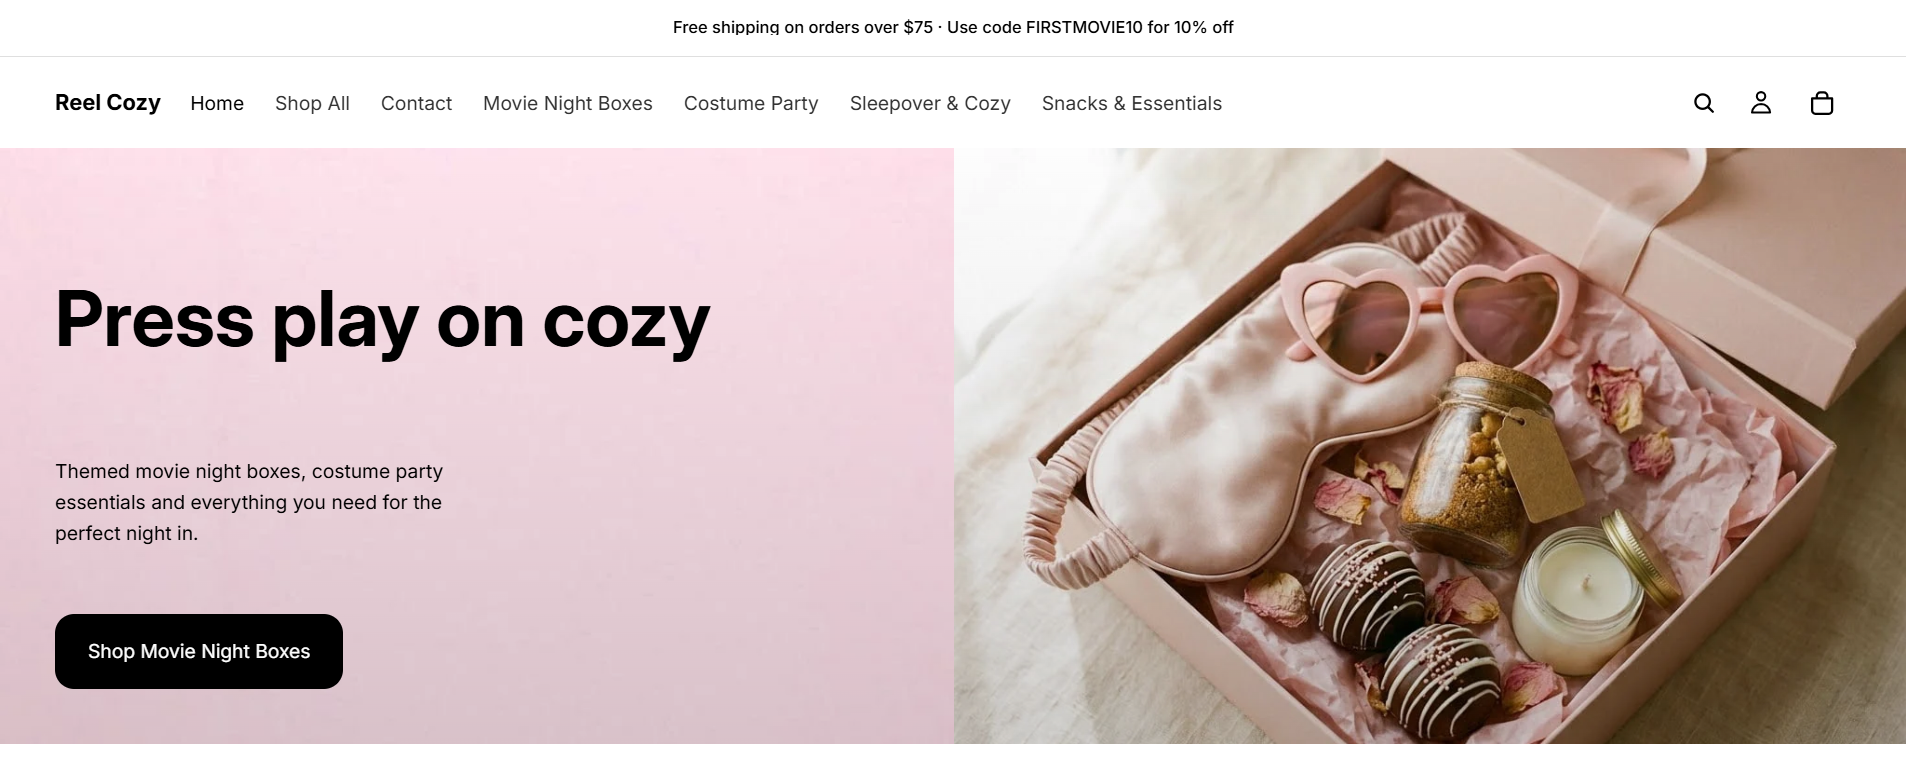 Free shipping on orders over $75 · Use code FIRSTMOVIE10 for 10% off
Reel Cozy
Home
Shop All
Contact
Movie Night Boxes
Costume Party
Sleepover & Cozy
Snacks & Essentials
Press play on cozy
Themed movie night boxes, costume party
essentials and everything you need for the
perfect night in.
Shop Movie Night Boxes